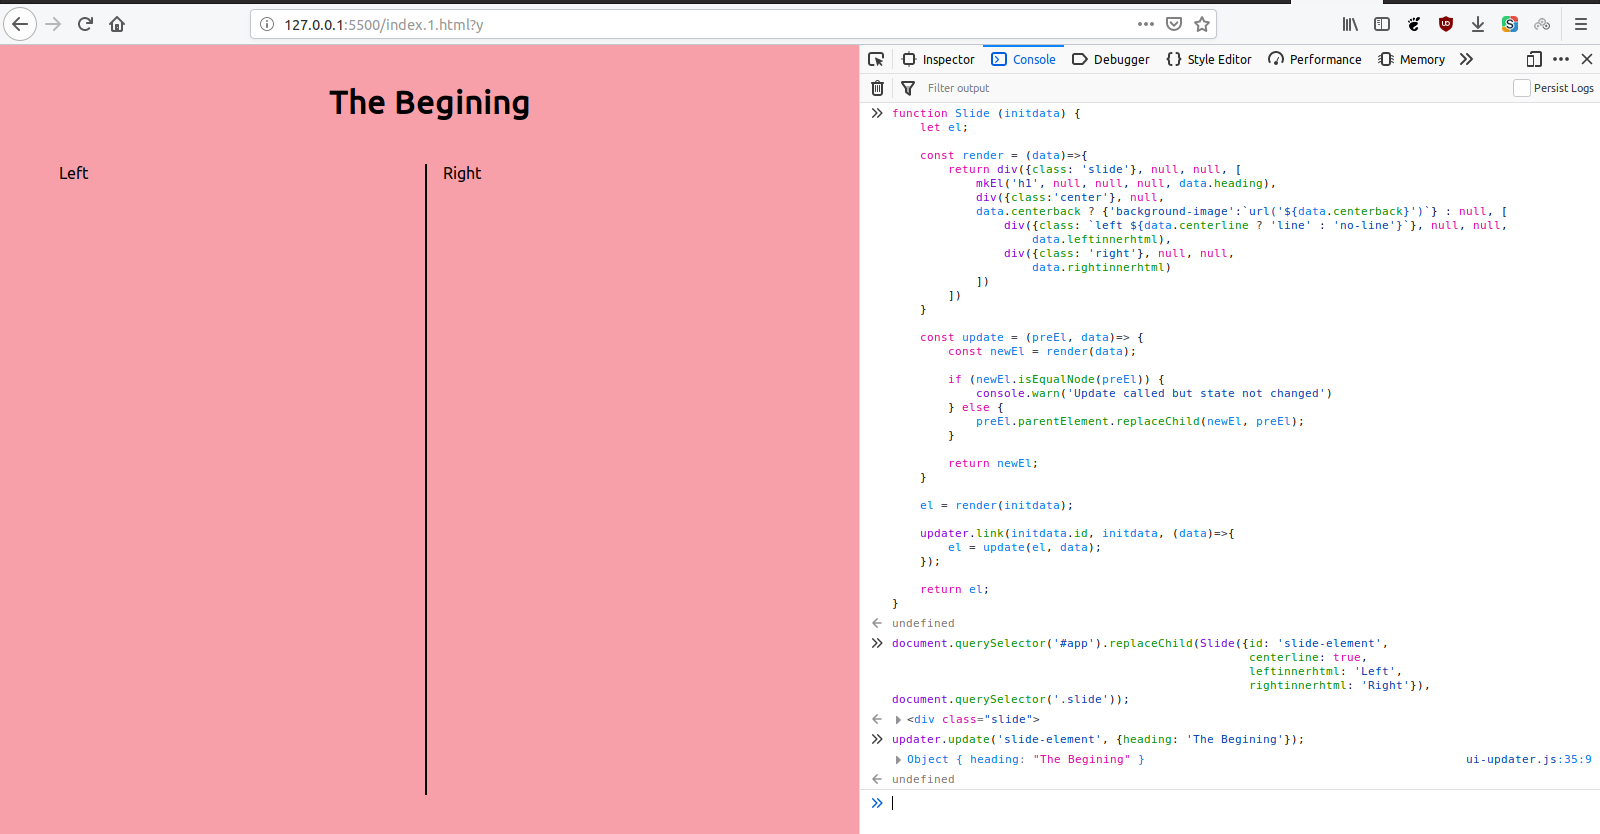 127.0.0.1:5500/index.1.html?y
The Begining
Left
Right
Inspector Console Debugger Style Editor Performance Memory
Filter output
Persist Logs
function Slide (initdata) {
    let el;
    const render = (data)=>{
        return div({class: 'slide'}, null, null, [
            mkEl('h1', null, null, null, data.heading),
            div({class:'center'}, null,
            data.centerback ? {'background-image':`url('${data.centerback}')`} : null, [
                div({class: `left ${data.centerline ? 'line' : 'no-line'}`}, null, null,
                    data.leftinnerhtml),
                div({class: 'right'}, null, null,
                    data.rightinnerhtml)
            ])
        ])
    }
    const update = (preEl, data)=> {
        const newEl = render(data);
        if (newEl.isEqualNode(preEl)) {
            console.warn('Update called but state not changed')
        } else {
            preEl.parentElement.replaceChild(newEl, preEl);
        }
        return newEl;
    }
    el = render(initdata);
    updater.link(initdata.id, initdata, (data)=>{
        el = update(el, data);
    });
    return el;
}
undefined
document.querySelector('#app').replaceChild(Slide({id: 'slide-element',
centerline: true,
leftinnerhtml: 'Left',
rightinnerhtml: 'Right'}),
document.querySelector('.slide'));
<div class="slide">
updater.update('slide-element', {heading: 'The Begining'});
Object { heading: "The Begining" } ui-updater.js:35:9
undefined